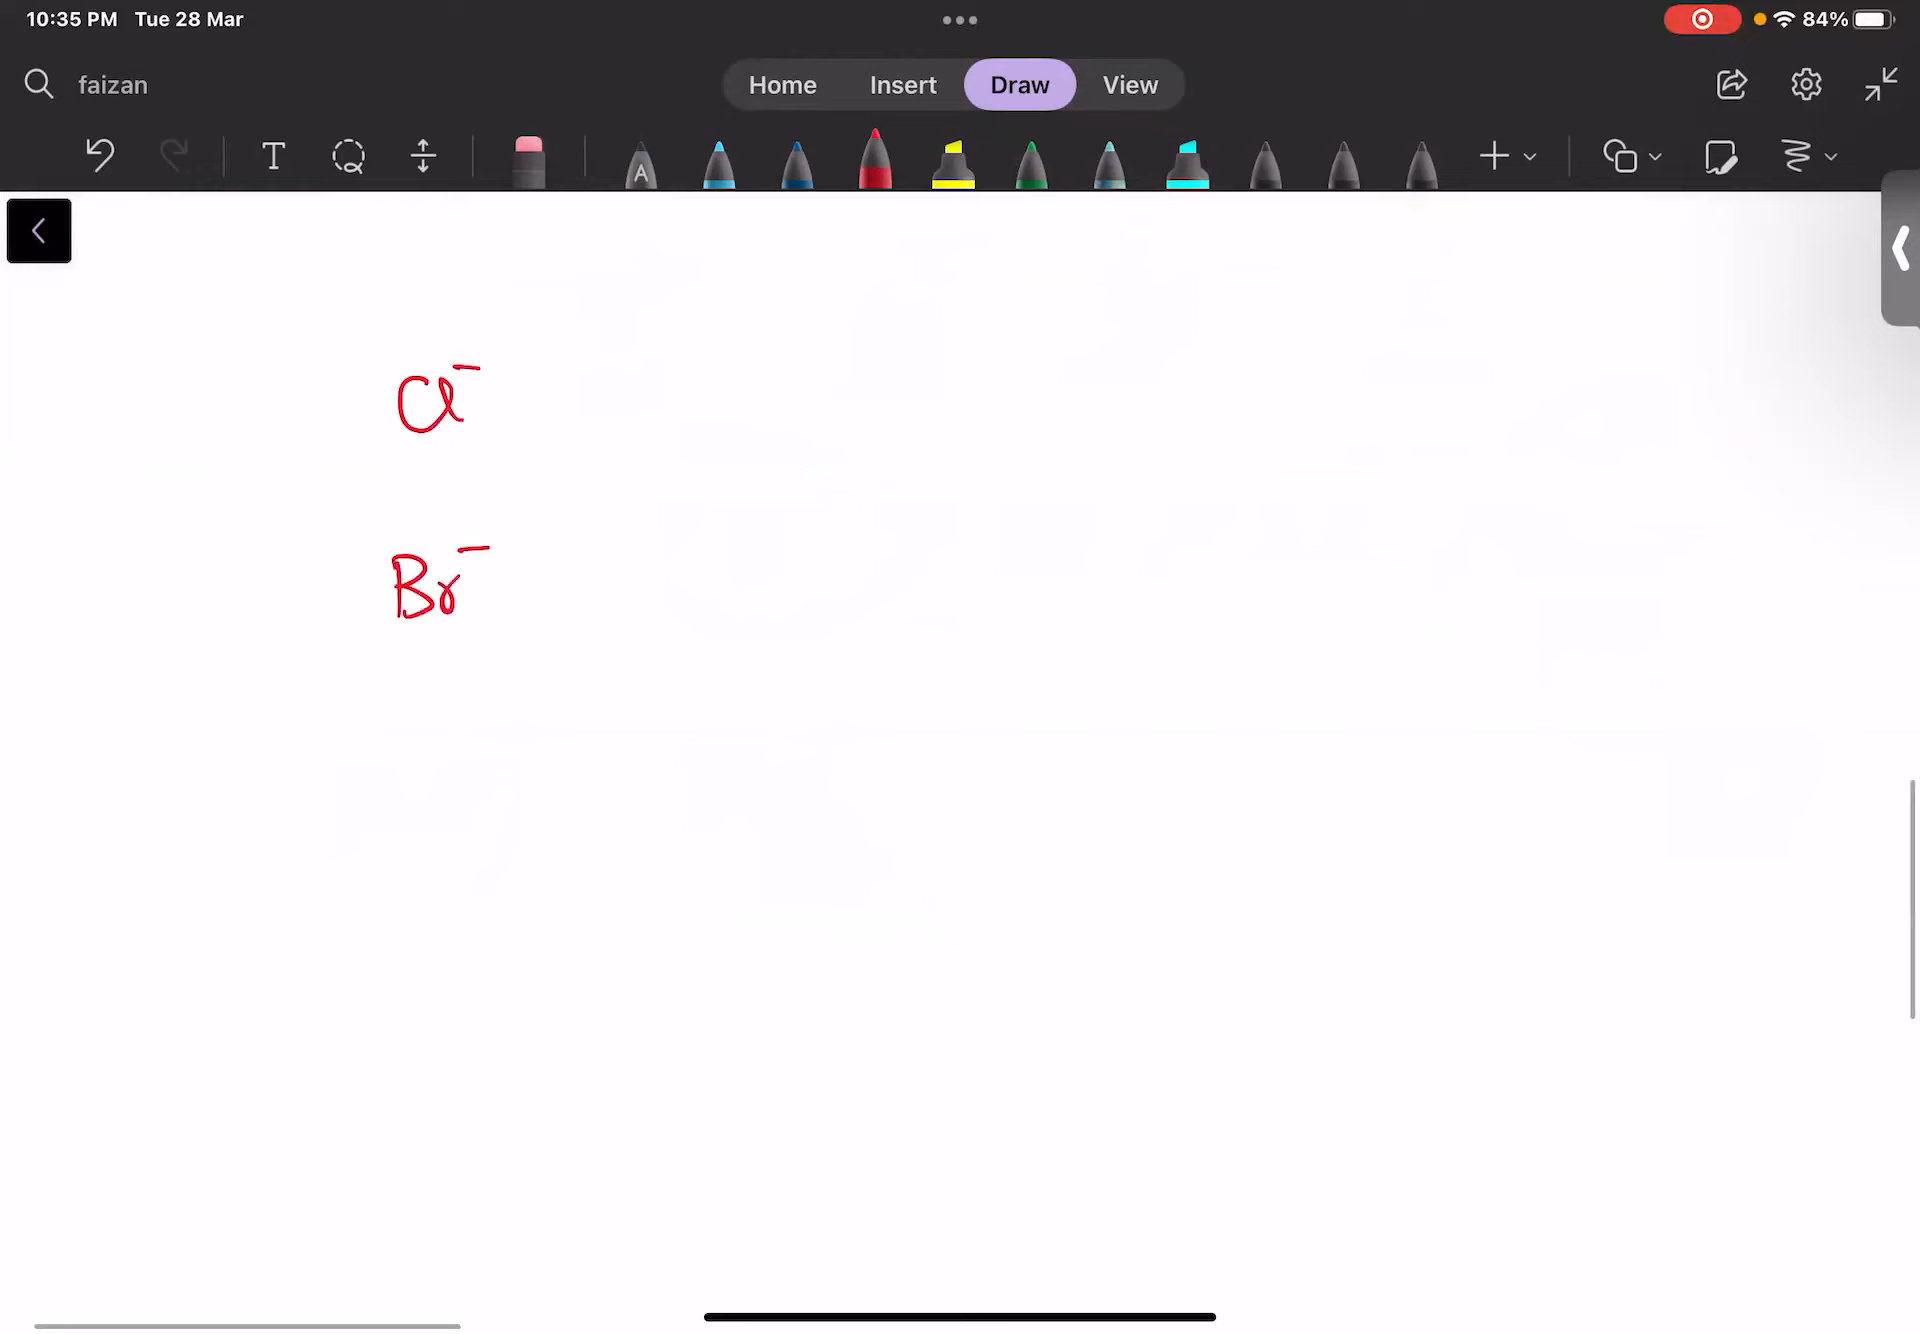 10:35 PM Tue 28 Mar 84%
faizan Home Insert Draw View
T A
Cl⁻
Br⁻